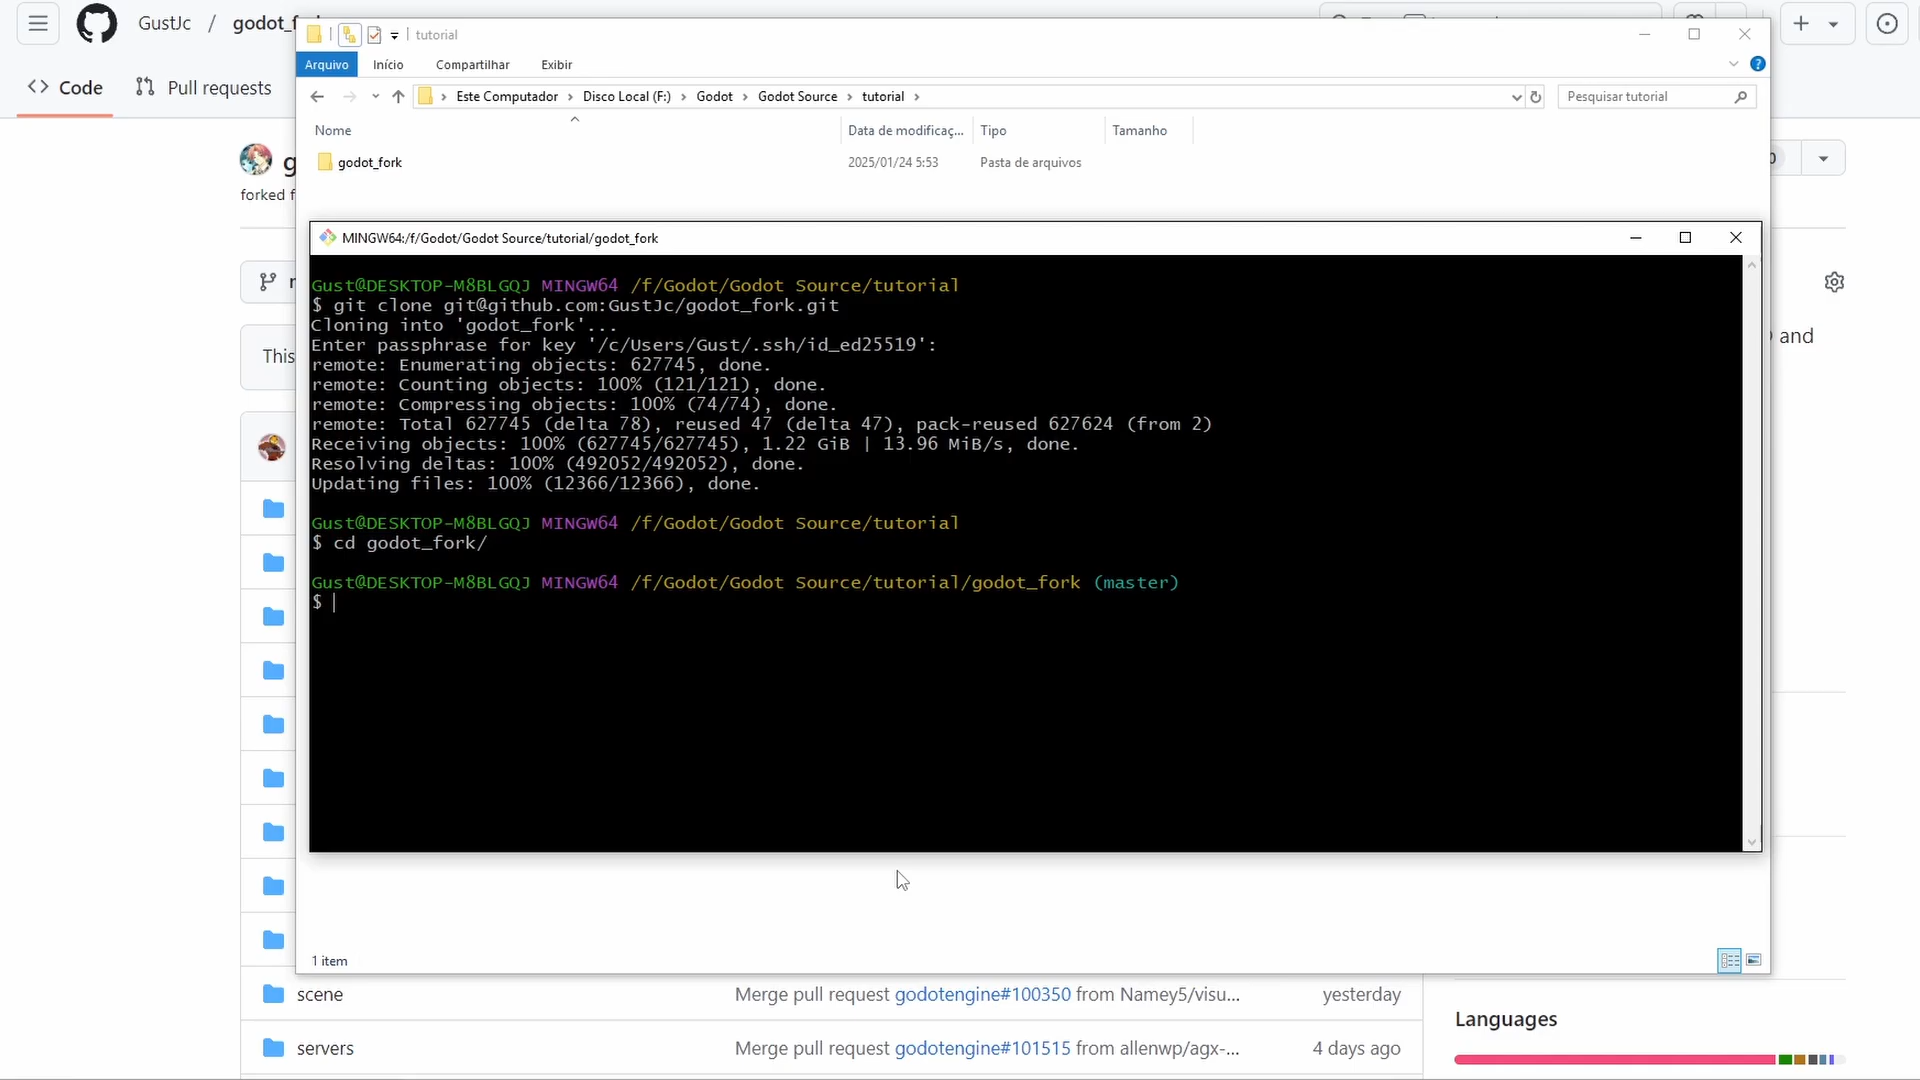 GustJc / godot_f
Code
Pull requests
forked f
This
and
tutorial
Arquivo Início Compartilhar Exibir
Este Computador > Disco Local (F:) > Godot > Godot Source > tutorial >
Pesquisar tutorial
Nome Data de modificaç... Tipo Tamanho
godot_fork 2025/01/24 5:53 Pasta de arquivos
MINGW64:/f/Godot/Godot Source/tutorial/godot_fork
Gust@DESKTOP-M8BLGQJ MINGW64 /f/Godot/Godot Source/tutorial
$ git clone git@github.com:GustJc/godot_fork.git
Cloning into 'godot_fork'...
Enter passphrase for key '/c/Users/Gust/.ssh/id_ed25519':
remote: Enumerating objects: 627745, done.
remote: Counting objects: 100% (121/121), done.
remote: Compressing objects: 100% (74/74), done.
remote: Total 627745 (delta 78), reused 47 (delta 47), pack-reused 627624 (from 2)
Receiving objects: 100% (627745/627745), 1.22 GiB | 13.96 MiB/s, done.
Resolving deltas: 100% (492052/492052), done.
Updating files: 100% (12366/12366), done.
Gust@DESKTOP-M8BLGQJ MINGW64 /f/Godot/Godot Source/tutorial
$ cd godot_fork/
Gust@DESKTOP-M8BLGQJ MINGW64 /f/Godot/Godot Source/tutorial/godot_fork (master)
$
1 item
scene Merge pull request godotengine#100350 from Namey5/visu... yesterday
servers Merge pull request godotengine#101515 from allenwp/agx-... 4 days ago
Languages